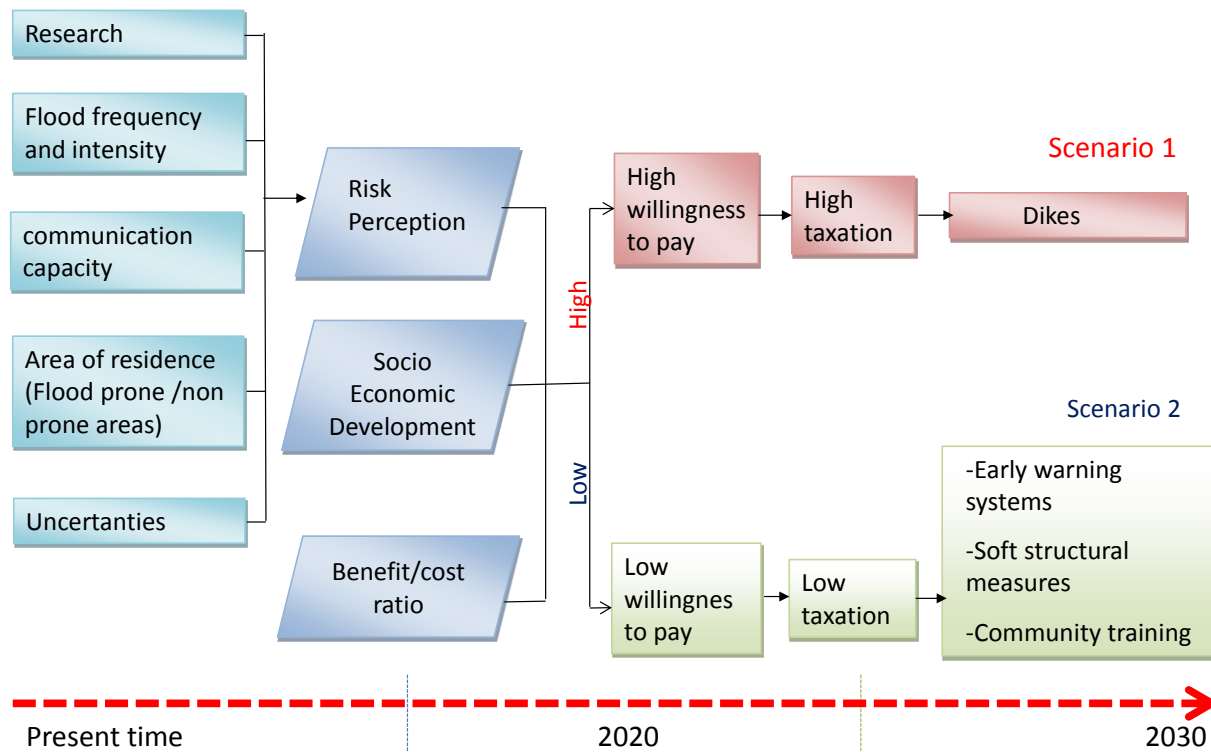 Research
Flood frequency
and intensity
communication
capacity
Area of residence
(Flood prone /non
prone areas)
Uncertanties
Risk
Perception
Socio
Economic
Development
Benefit/cost
ratio
High
Low
High
willingness
to pay
High
taxation
Scenario 1
Dikes
Low
willingnes
to pay
Low
taxation
Scenario 2
-Early warning
systems
-Soft structural
measures
-Community training
Present time
2020
2030